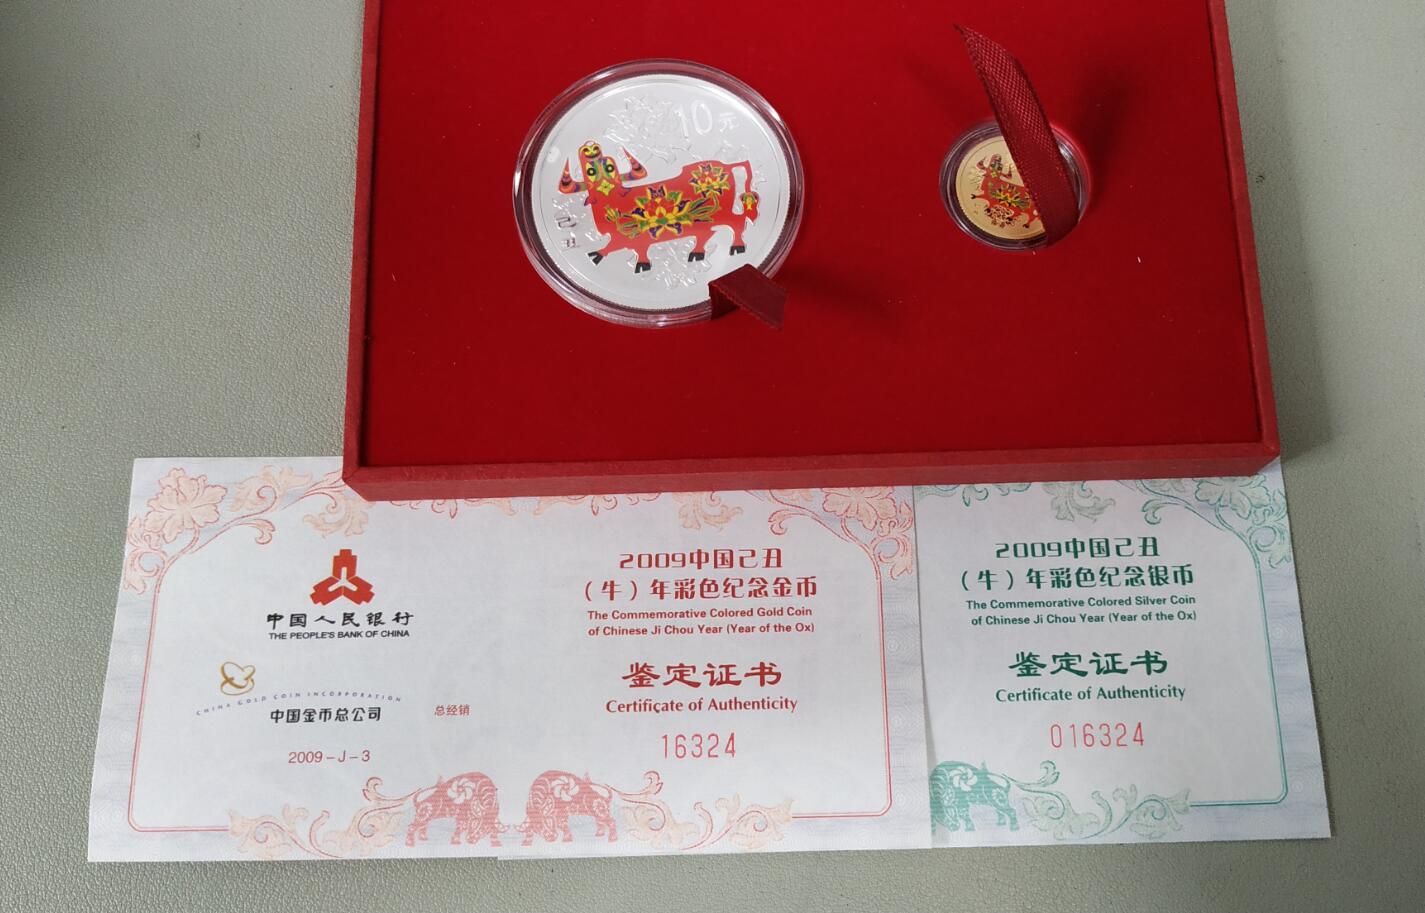 10元
己
丑
中国人民银行
THE PEOPLE'S BANK OF CHINA
CHINA GOLD COIN INCORPORATION
中国金币总公司
总经销
2009-J-3
2009中国己丑
（牛）年彩色纪念金币
The Commemorative Colored Gold Coin
of Chinese Ji Chou Year (Year of the Ox)
鉴定证书
Certificate of Authenticity
16324
2009中国己丑
（牛）年彩色纪念银币
The Commemorative Colored Silver Coin
of Chinese Ji Chou Year (Year of the Ox)
鉴定证书
Certificate of Authenticity
016324